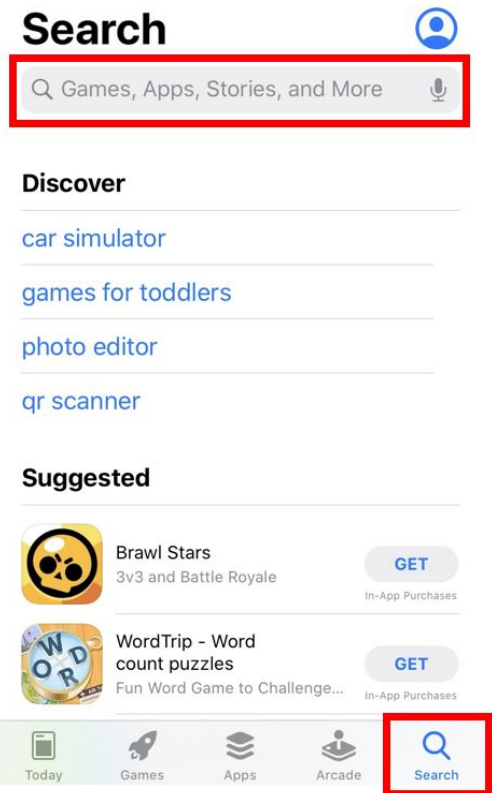 Search
Games, Apps, Stories, and More
Discover
car simulator
games for toddlers
photo editor
qr scanner
Suggested
Brawl Stars
3v3 and Battle Royale
GET
In-App Purchases
WordTrip - Word
count puzzles
Fun Word Game to Challenge...
GET
In-App Purchases
W
O
R
D
Today
Games
Apps
Arcade
Search